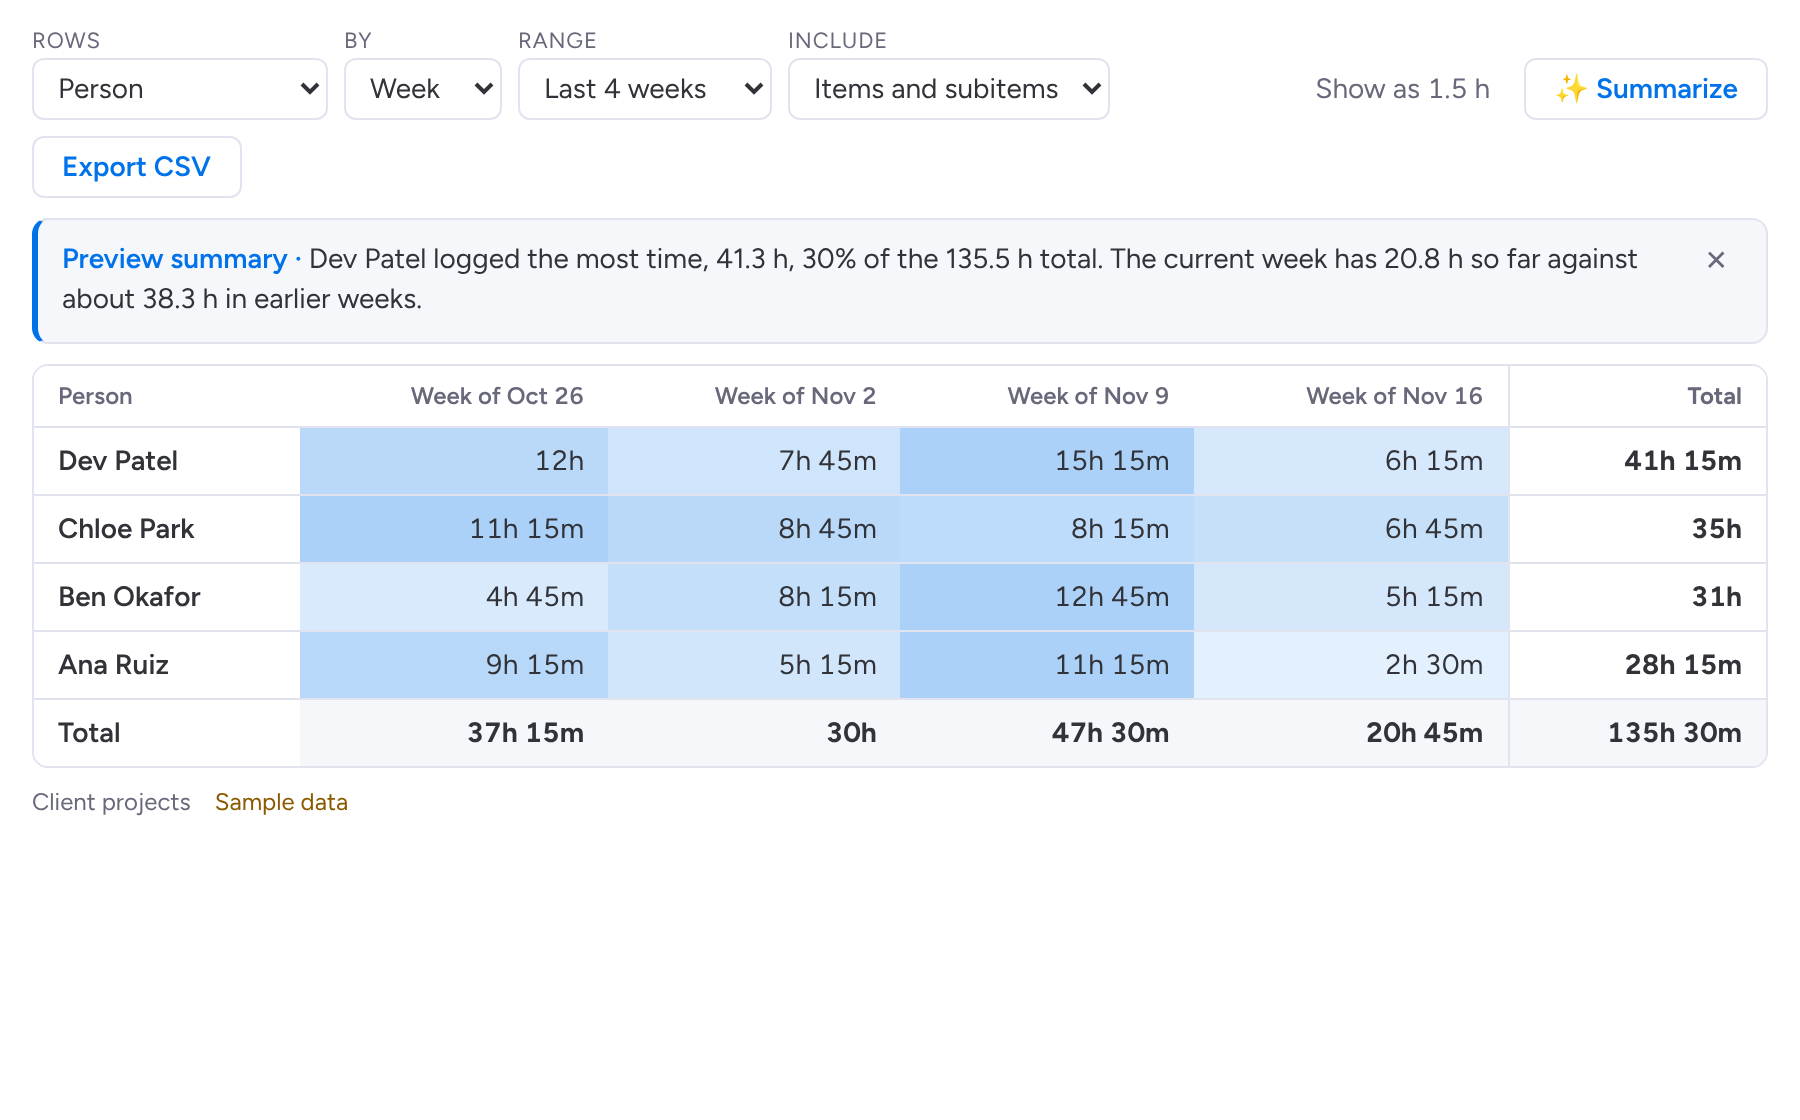 ROWS BY RANGE INCLUDE
Person Week Last 4 weeks Items and subitems Show as 1.5 h ✨ Summarize
Export CSV
Preview summary · Dev Patel logged the most time, 41.3 h, 30% of the 135.5 h total. The current week has 20.8 h so far against ✕
about 38.3 h in earlier weeks.
Person Week of Oct 26 Week of Nov 2 Week of Nov 9 Week of Nov 16 Total
Dev Patel 12h 7h 45m 15h 15m 6h 15m 41h 15m
Chloe Park 11h 15m 8h 45m 8h 15m 6h 45m 35h
Ben Okafor 4h 45m 8h 15m 12h 45m 5h 15m 31h
Ana Ruiz 9h 15m 5h 15m 11h 15m 2h 30m 28h 15m
Total 37h 15m 30h 47h 30m 20h 45m 135h 30m
Client projects Sample data